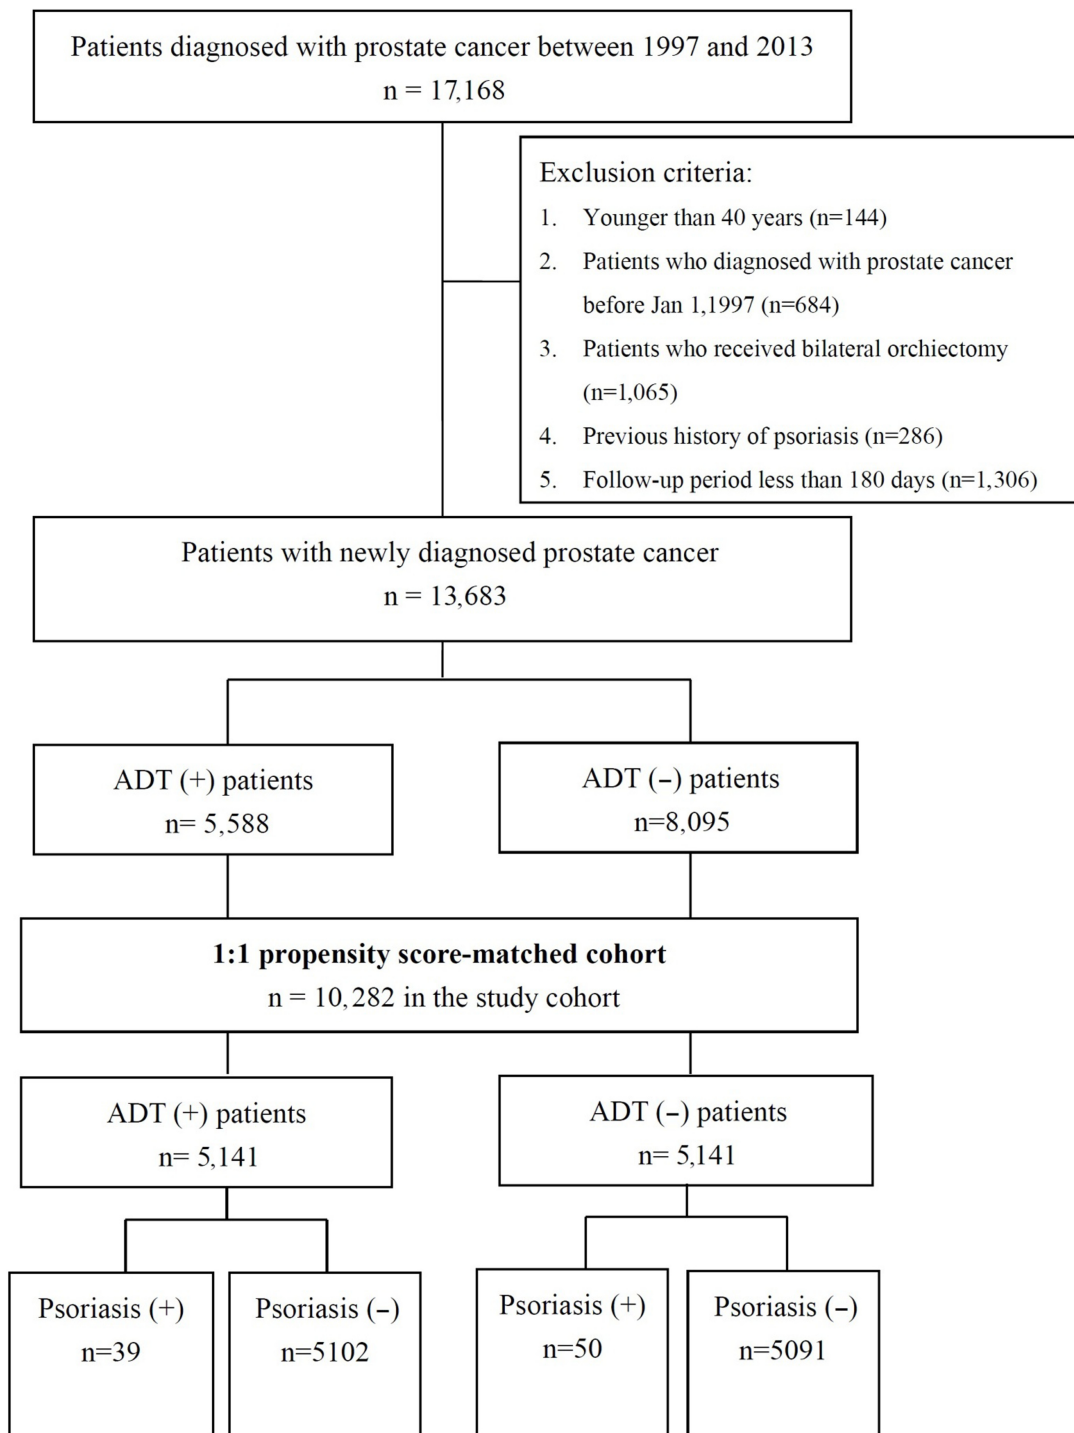 Patients diagnosed with prostate cancer between 1997 and 2013
n = 17,168
Exclusion criteria:
1. Younger than 40 years (n=144)
2. Patients who diagnosed with prostate cancer
before Jan 1,1997 (n=684)
3. Patients who received bilateral orchiectomy
(n=1,065)
4. Previous history of psoriasis (n=286)
5. Follow-up period less than 180 days (n=1,306)
Patients with newly diagnosed prostate cancer
n = 13,683
ADT (+) patients
n= 5,588
ADT (–) patients
n=8,095
1:1 propensity score-matched cohort
n = 10,282 in the study cohort
ADT (+) patients
n= 5,141
ADT (–) patients
n= 5,141
Psoriasis (+)
n=39
Psoriasis (–)
n=5102
Psoriasis (+)
n=50
Psoriasis (–)
n=5091